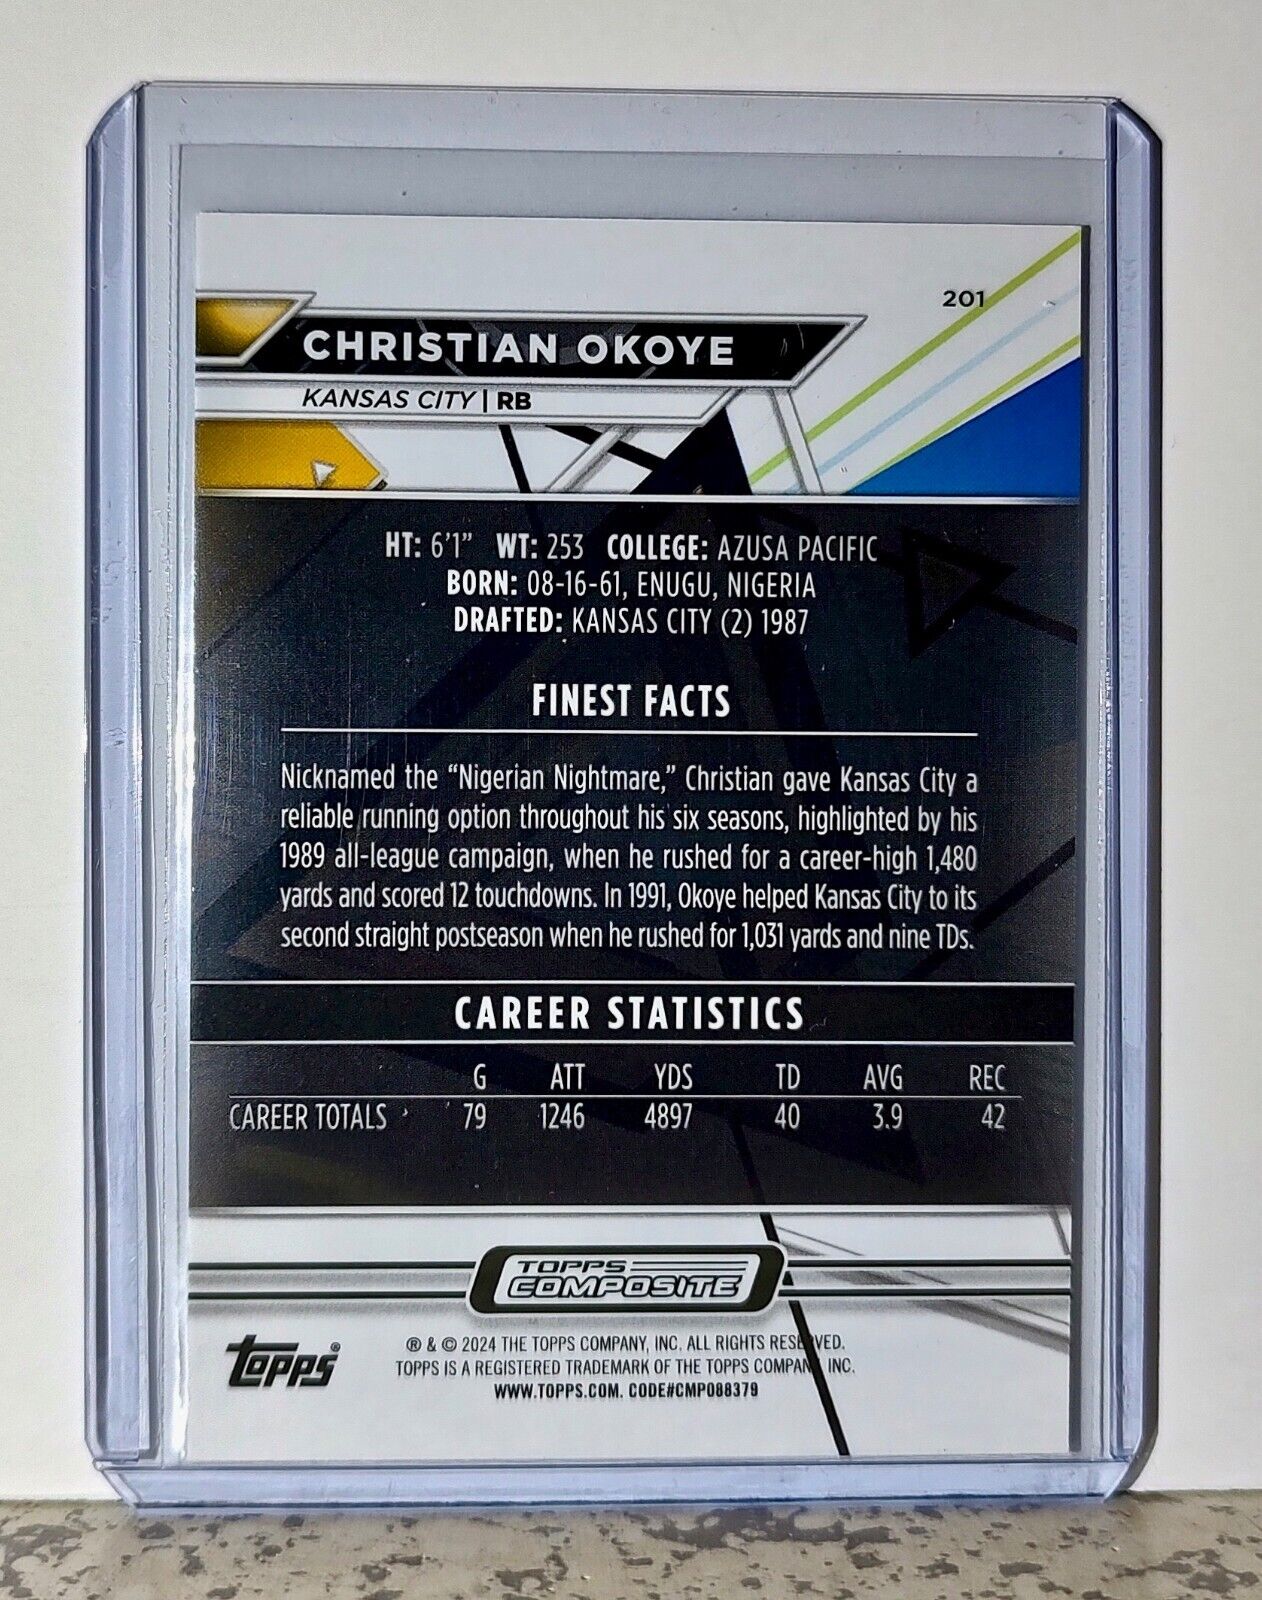 201
CHRISTIAN OKOYE
KANSAS CITY | RB
HT: 6'1" WT: 253 COLLEGE: AZUSA PACIFIC
BORN: 08-16-61, ENUGU, NIGERIA
DRAFTED: KANSAS CITY (2) 1987
FINEST FACTS
Nicknamed the “Nigerian Nightmare,” Christian gave Kansas City a
reliable running option throughout his six seasons, highlighted by his
1989 all-league campaign, when he rushed for a career-high 1,480
yards and scored 12 touchdowns. In 1991, Okoye helped Kansas City to its
second straight postseason when he rushed for 1,031 yards and nine TDs.
CAREER STATISTICS
G ATT YDS TD AVG REC
CAREER TOTALS 79 1246 4897 40 3.9 42
TOPPS
COMPOSITE
topps®
® & © 2024 THE TOPPS COMPANY, INC. ALL RIGHTS RESERVED.
TOPPS IS A REGISTERED TRADEMARK OF THE TOPPS COMPANY, INC.
WWW.TOPPS.COM. CODE#CMP088379